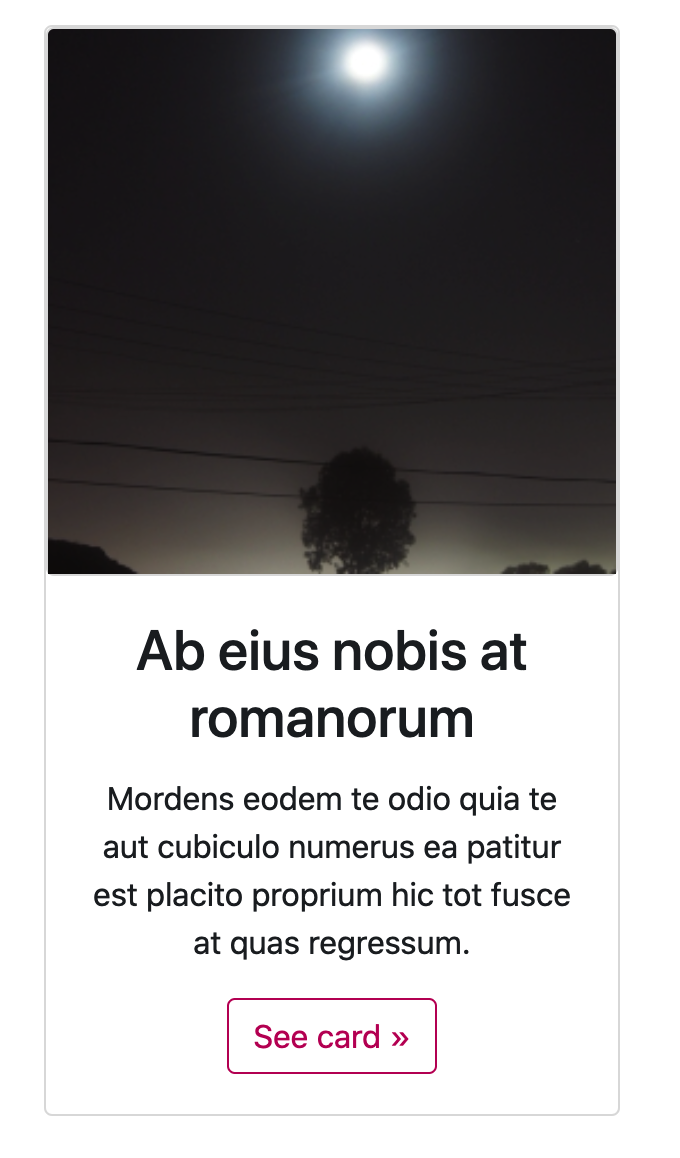 Ab eius nobis at
romanorum
Mordens eodem te odio quia te
aut cubiculo numerus ea patitur
est placito proprium hic tot fusce
at quas regressum.
See card »